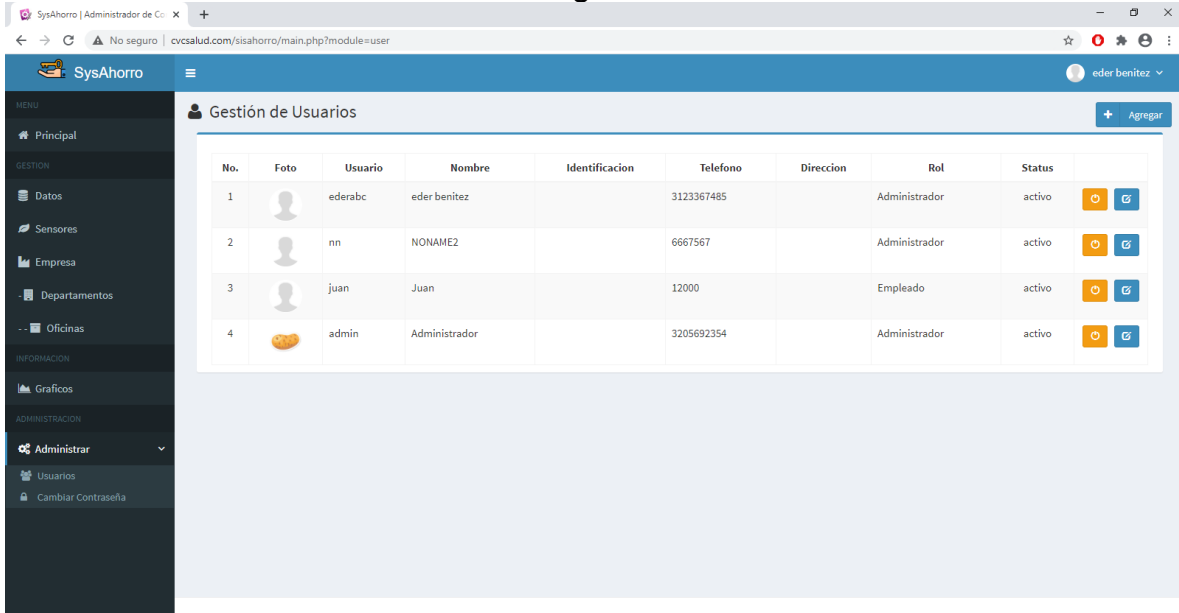 SysAhorro | Administrador de Co
No seguro | cvcsalud.com/sisahorro/main.php?module=user
SysAhorro
eder benitez
MENU
Principal
GESTION
Datos
Sensores
Empresa
- Departamentos
- - Oficinas
INFORMACION
Graficos
ADMINISTRACION
Administrar
Usuarios
Cambiar Contraseña
Gestión de Usuarios
+ Agregar
No. Foto Usuario Nombre Identificacion Telefono Direccion Rol Status
1 ederabc eder benitez 3123367485 Administrador activo
2 nn NONAME2 6667567 Administrador activo
3 juan Juan 12000 Empleado activo
4 admin Administrador 3205692354 Administrador activo